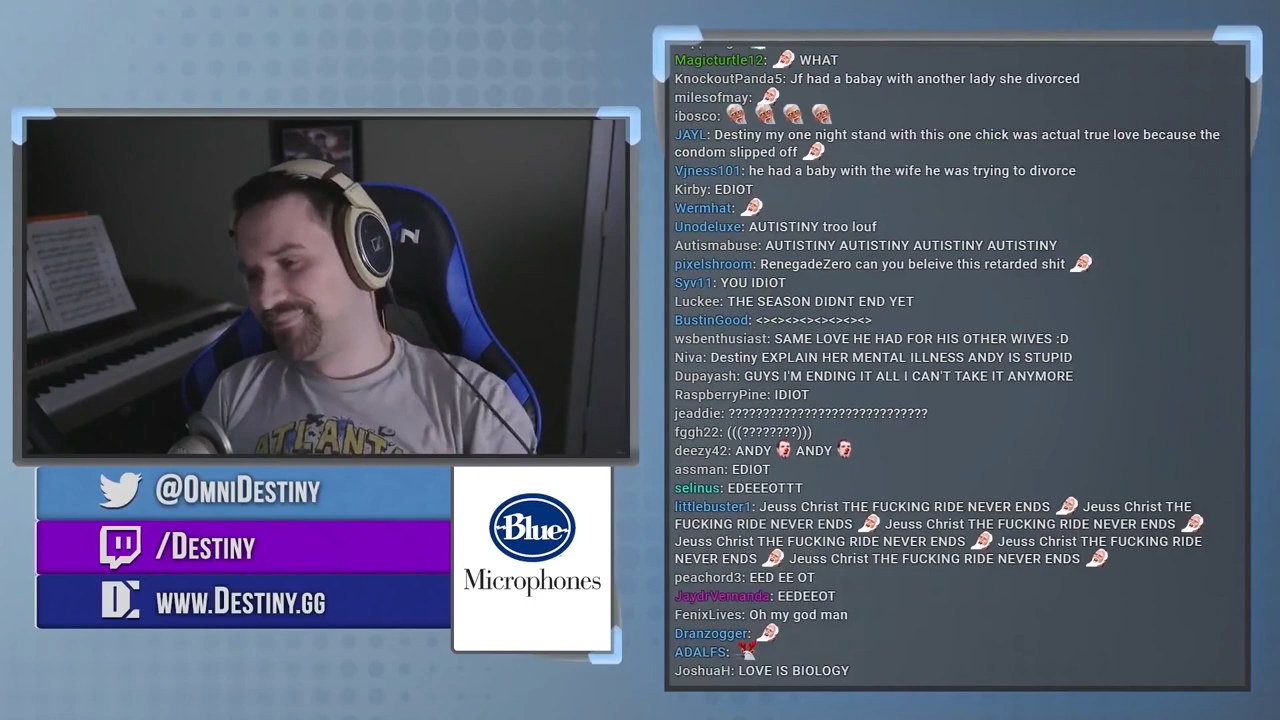 Magicturtle12: WHAT
KnockoutPanda5: Jf had a babay with another lady she divorced
milesofmay:
ibosco:
JAYL: Destiny my one night stand with this one chick was actual true love because the
condom slipped off
Vjness101: he had a baby with the wife he was trying to divorce
Kirby: EDIOT
Wermhat:
Unodeluxe: AUTISTINY troo louf
Autismabuse: AUTISTINY AUTISTINY AUTISTINY AUTISTINY
pixelshroom: RenegadeZero can you beleive this retarded shit
Syv11: YOU IDIOT
Luckee: THE SEASON DIDNT END YET
BustinGood: <><><><><><><><><>
wsbenthusiast: SAME LOVE HE HAD FOR HIS OTHER WIVES :D
Niva: Destiny EXPLAIN HER MENTAL ILLNESS ANDY IS STUPID
Dupayash: GUYS I'M ENDING IT ALL I CAN'T TAKE IT ANYMORE
RaspberryPine: IDIOT
jeaddie: ?????????????????????????????
fggh22: (((????????)))
deezy42: ANDY ANDY
assman: EDIOT
selinus: EDEEEOTTT
littlebuster1: Jeuss Christ THE FUCKING RIDE NEVER ENDS Jeuss Christ THE
FUCKING RIDE NEVER ENDS Jeuss Christ THE FUCKING RIDE NEVER ENDS
Jeuss Christ THE FUCKING RIDE NEVER ENDS Jeuss Christ THE FUCKING RIDE
NEVER ENDS Jeuss Christ THE FUCKING RIDE NEVER ENDS
peachord3: EED EE OT
JaydrVernanda: EEDEEOT
FenixLives: Oh my god man
Dranzogger:
ADALFS:
JoshuaH: LOVE IS BIOLOGY
ATLANT
@OmniDestiny
/Destiny
www.Destiny.gg
Blue
Microphones